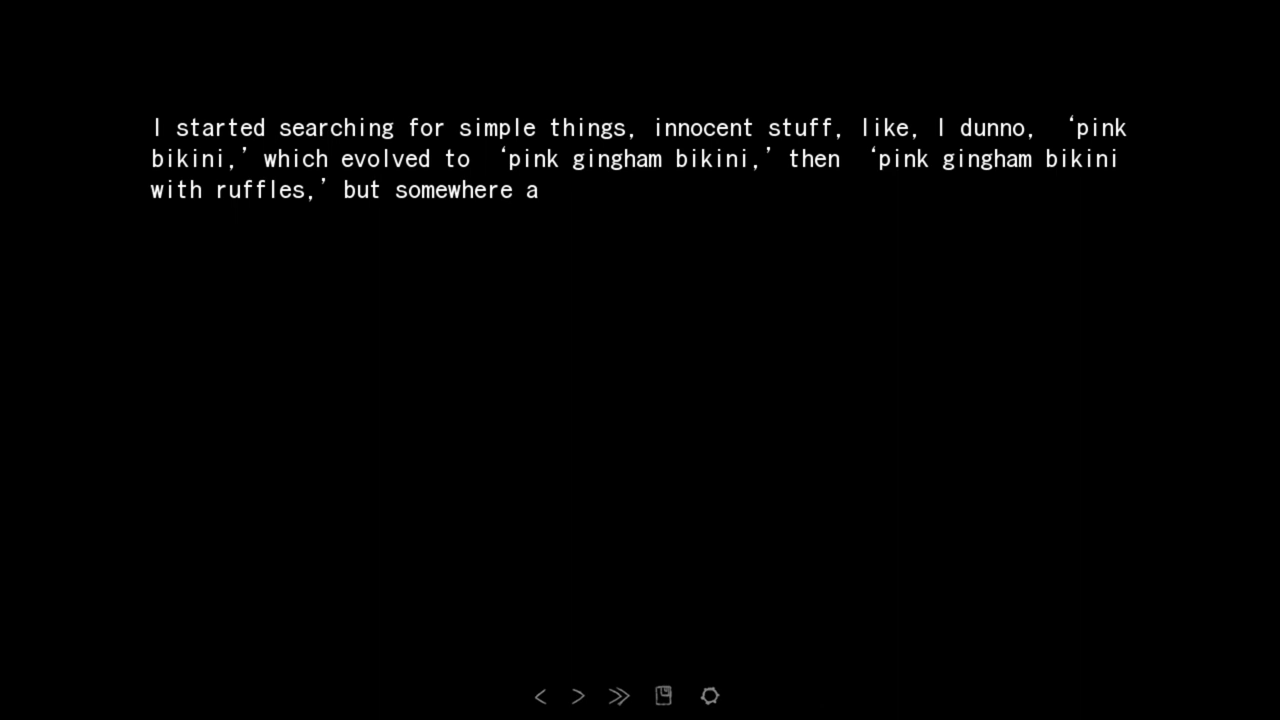 I started searching for simple things, innocent stuff, like, I dunno, ‘pink
bikini,’ which evolved to ‘pink gingham bikini,’ then ‘pink gingham bikini
with ruffles,’ but somewhere a